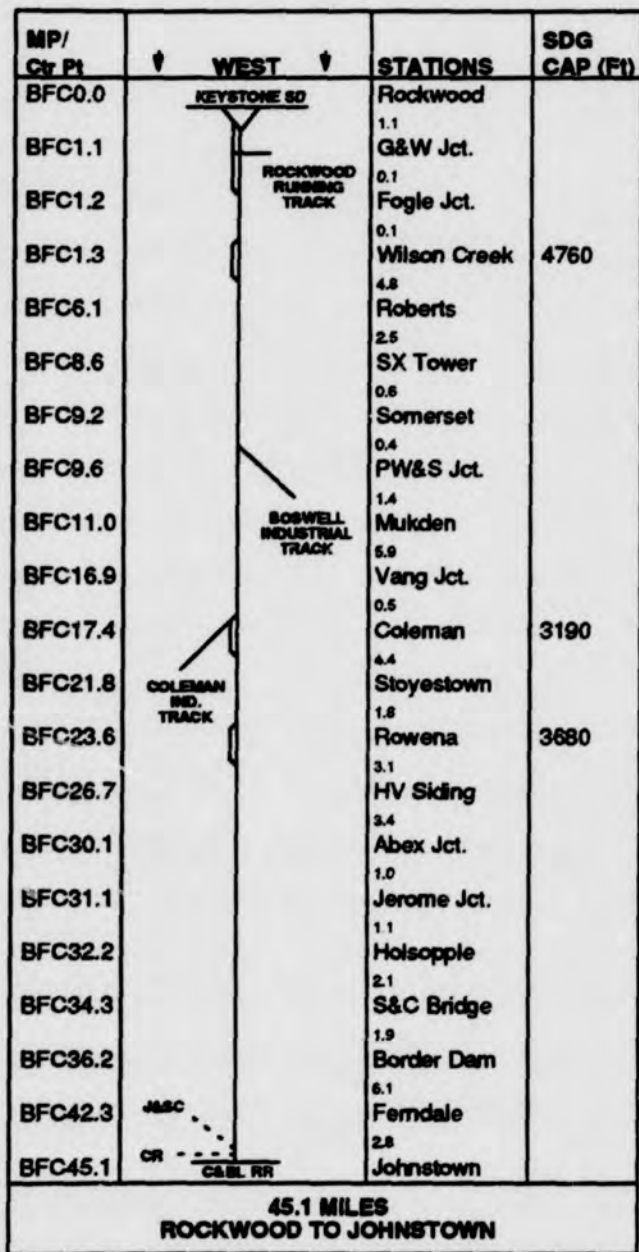 MP/ SDG
Ctr Pt WEST STATIONS CAP (Ft)
BFC0.0 KEYSTONE SD Rockwood
1.1
BFC1.1 G&W Jct.
ROCKWOOD
RUNNING
TRACK
0.1
BFC1.2 Fogle Jct.
0.1
BFC1.3 Wilson Creek 4760
4.8
BFC6.1 Roberts
2.5
BFC8.6 SX Tower
0.6
BFC9.2 Somerset
0.4
BFC9.6 PW&S Jct.
1.4
BFC11.0 BOSWELL Mukden
INDUSTRIAL
TRACK
5.9
BFC16.9 Vang Jct.
0.5
BFC17.4 Coleman 3190
4.4
BFC21.8 COLEMAN Stoyestown
IND.
TRACK
1.8
BFC23.6 Rowena 3680
3.1
BFC26.7 HV Siding
3.4
BFC30.1 Abex Jct.
1.0
BFC31.1 Jerome Jct.
1.1
BFC32.2 Holsopple
2.1
BFC34.3 S&C Bridge
1.9
BFC36.2 Border Dam
6.1
BFC42.3 J&SC Ferndale
2.8
CR
BFC45.1 C&BL RR Johnstown
45.1 MILES
ROCKWOOD TO JOHNSTOWN